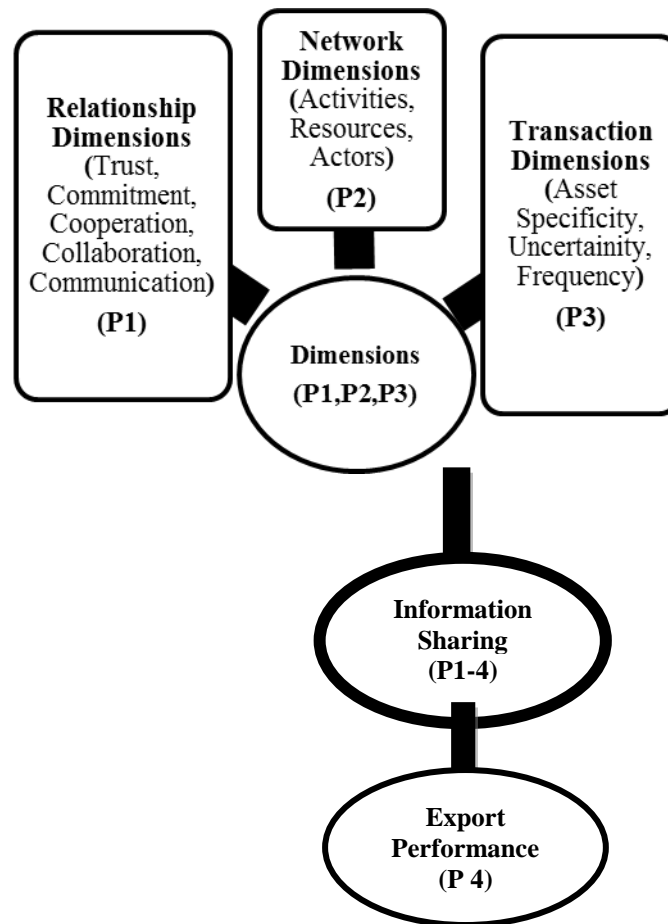 Relationship
Dimensions
(Trust,
Commitment,
Cooperation,
Collaboration,
Communication)
(P1)
Network
Dimensions
(Activities,
Resources,
Actors)
(P2)
Transaction
Dimensions
(Asset
Specificity,
Uncertainity,
Frequency)
(P3)
Dimensions
(P1,P2,P3)
Information
Sharing
(P1-4)
Export
Performance
(P 4)